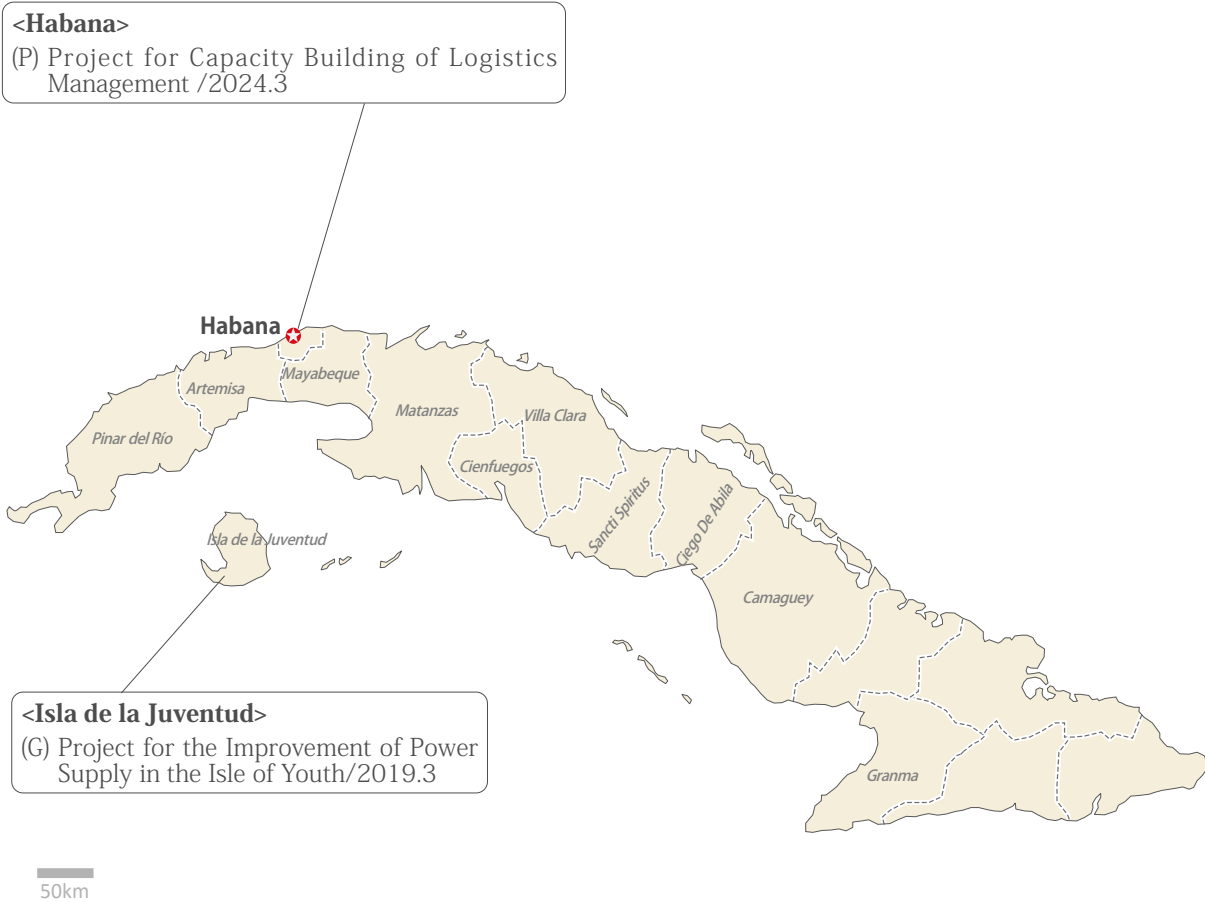 <Habana>
(P) Project for Capacity Building of Logistics
Management /2024.3
Habana
Mayabeque
Artemisa
Matanzas
Villa Clara
Pinar del Río
Cienfuegos
Sancti Spiritus
Ciego De Abila
Isla de la Juventud
Camaguey
<Isla de la Juventud>
(G) Project for the Improvement of Power
Supply in the Isle of Youth/2019.3
Granma
50km